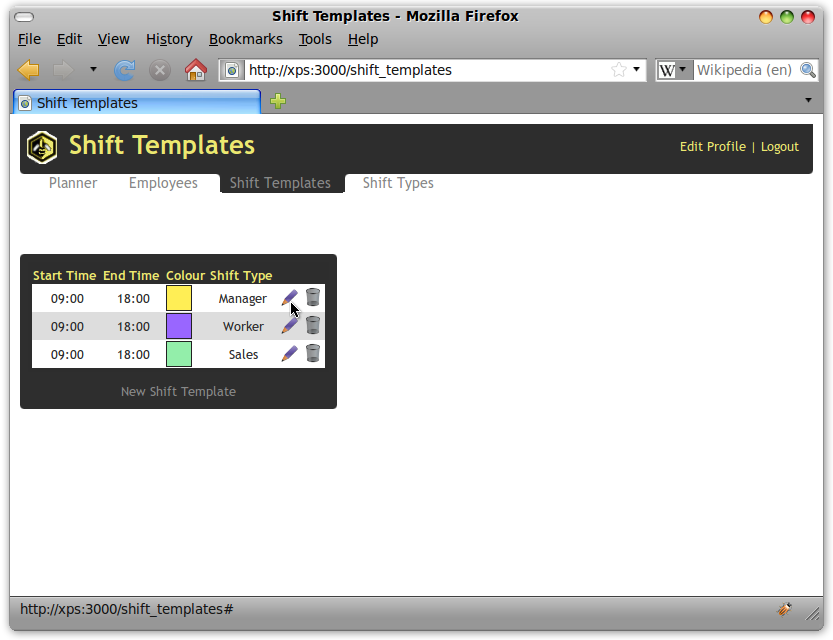 Shift Templates - Mozilla Firefox
File Edit View History Bookmarks Tools Help
http://xps:3000/shift_templates W Wikipedia (en)
Shift Templates
Shift Templates Edit Profile | Logout
Planner Employees Shift Templates Shift Types
Start Time End Time Colour Shift Type
09:00 18:00 Manager
09:00 18:00 Worker
09:00 18:00 Sales
New Shift Template
http://xps:3000/shift_templates#